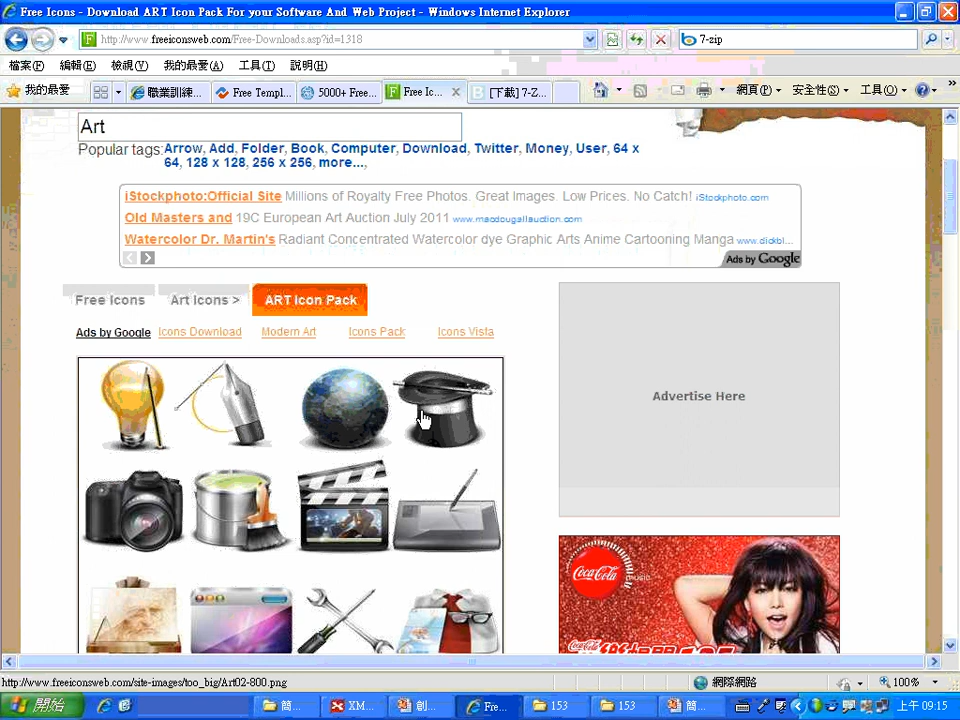 Free Icons - Download ART Icon Pack For your Software And Web Project - Windows Internet Explorer
http://www.freeiconsweb.com/Free-Downloads.asp?id=1318
7-zip
檔案(F) 編輯(E) 檢視(V) 我的最愛(A) 工具(T) 說明(H)
我的最愛 職業訓練... Free Templ... 5000+ Free... Free Ic... [下載] 7-Z... 網頁(P) 安全性(S) 工具(O)
Art
Popular tags: Arrow, Add, Folder, Book, Computer, Download, Twitter, Money, User, 64 x
64, 128 x 128, 256 x 256, more...,
iStockphoto:Official Site Millions of Royalty Free Photos. Great Images. Low Prices. No Catch! iStockphoto.com
Old Masters and 19C European Art Auction July 2011 www.macdougallauction.com
Watercolor Dr. Martin's Radiant Concentrated Watercolor dye Graphic Arts Anime Cartooning Manga www.dickbl...
Ads by Google
Free Icons Art Icons > ART Icon Pack
Ads by Google Icons Download Modern Art Icons Pack Icons Vista
Advertise Here
Coca-Cola
music
http://www.freeiconsweb.com/site-images/too_big/Art02-800.png
網際網路
100%
開始 簡... XM... 創... Fre... 153 153 簡... 上午 09:15